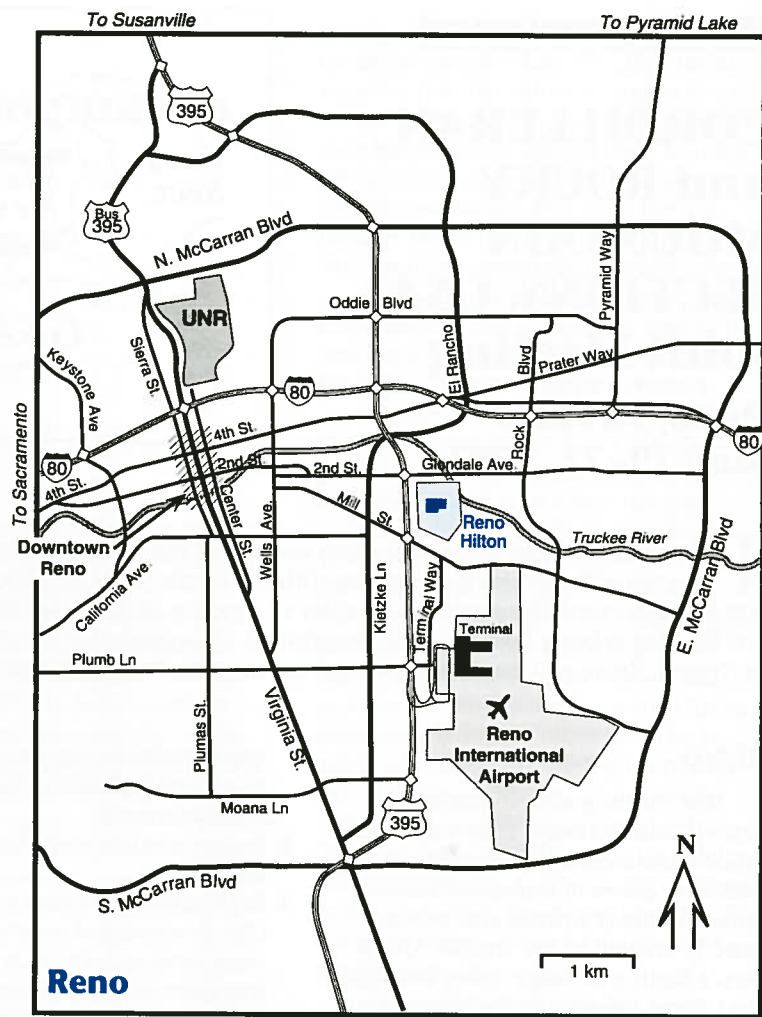 To Susanville
To Pyramid Lake
395
Bus
395
N. McCarran Blvd
Pyramid Way
UNR
Oddie Blvd
El Rancho
Blvd
Rock
Prater Way
Keystone Ave
Sierra St.
80
4th St.
2nd St.
2nd St.
Glendale Ave.
80
80
4th St.
To Sacramento
Center St.
Wells Ave.
Mill St.
Reno
Hilton
Truckee River
Downtown
Reno
California Ave.
Kietzke Ln
Terminal Way
Terminal
E. McCarran Blvd
Plumb Ln
Plumas St.
Virginia St.
Reno
International
Airport
Moana Ln
395
S. McCarran Blvd
N
1 km
Reno